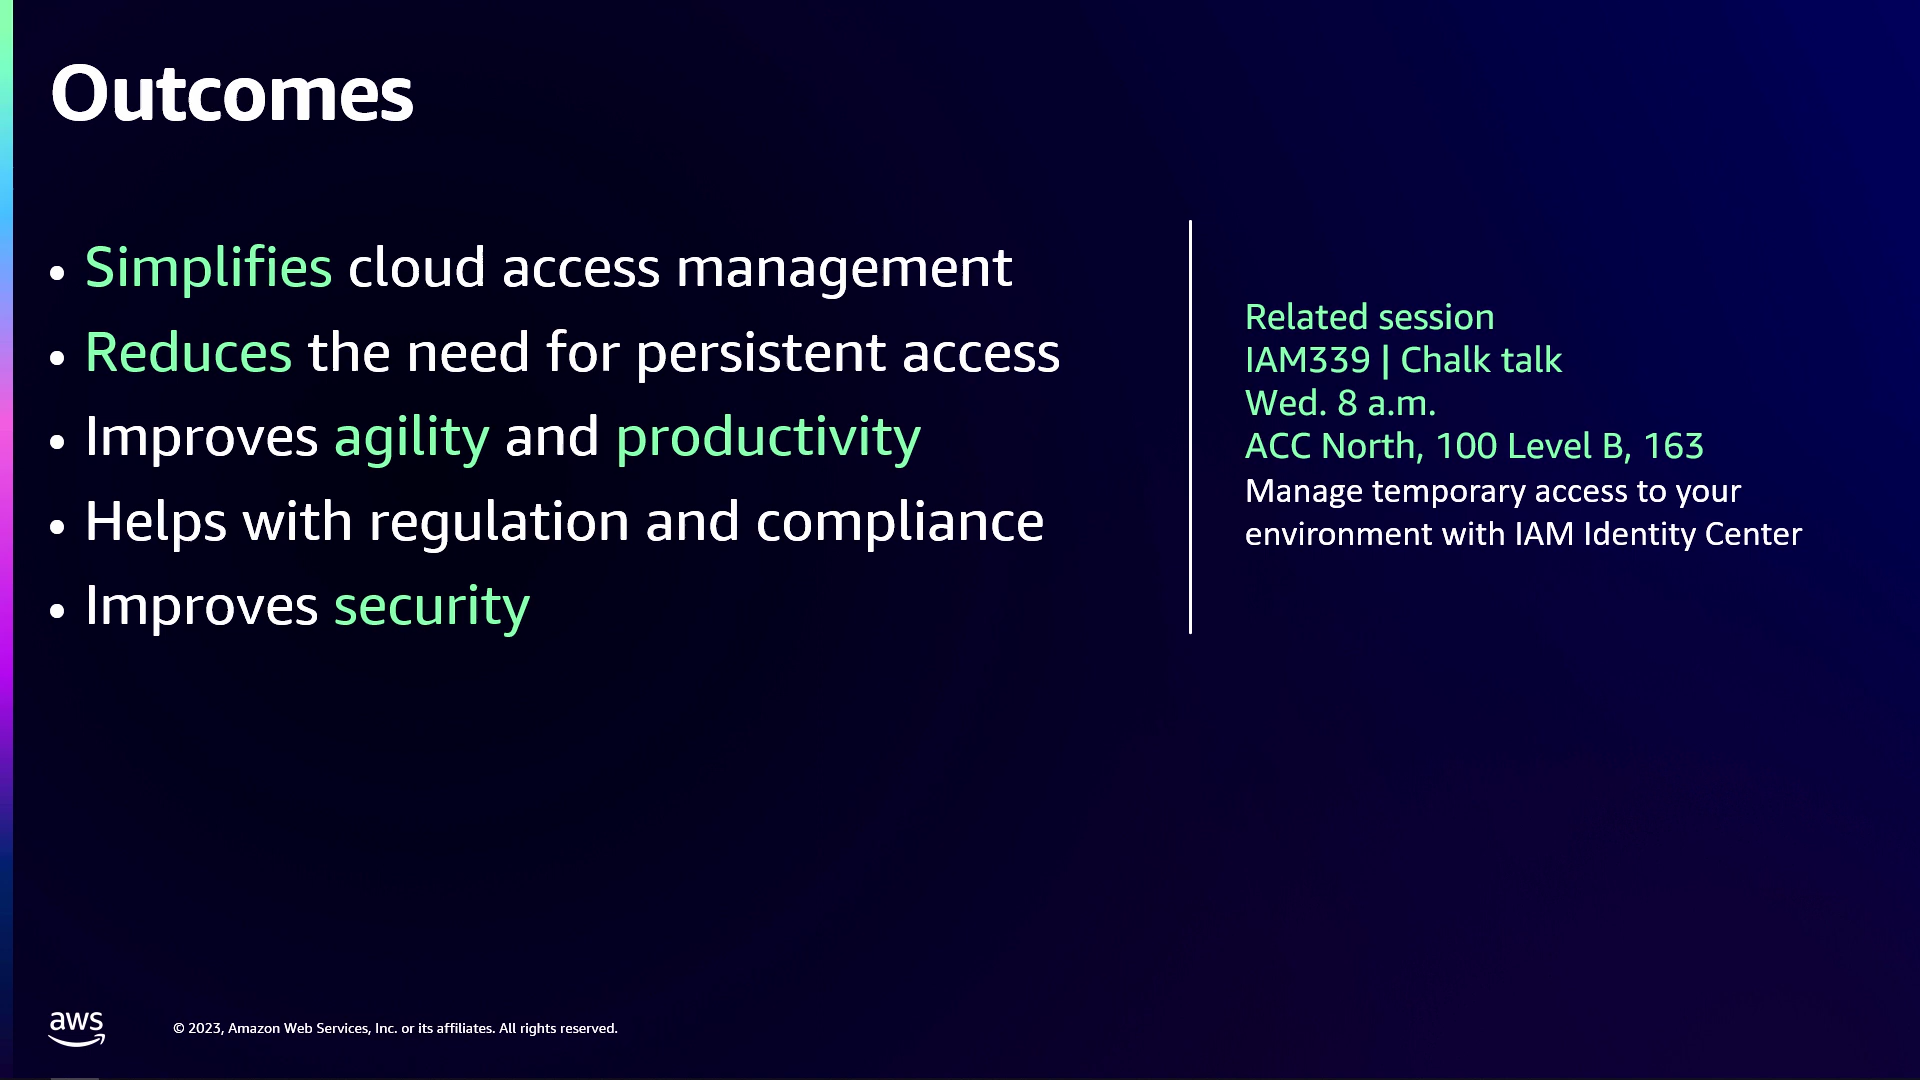 Outcomes
• Simplifies cloud access management
• Reduces the need for persistent access
• Improves agility and productivity
• Helps with regulation and compliance
• Improves security
Related session
IAM339 | Chalk talk
Wed. 8 a.m.
ACC North, 100 Level B, 163
Manage temporary access to your
environment with IAM Identity Center
aws
© 2023, Amazon Web Services, Inc. or its affiliates. All rights reserved.